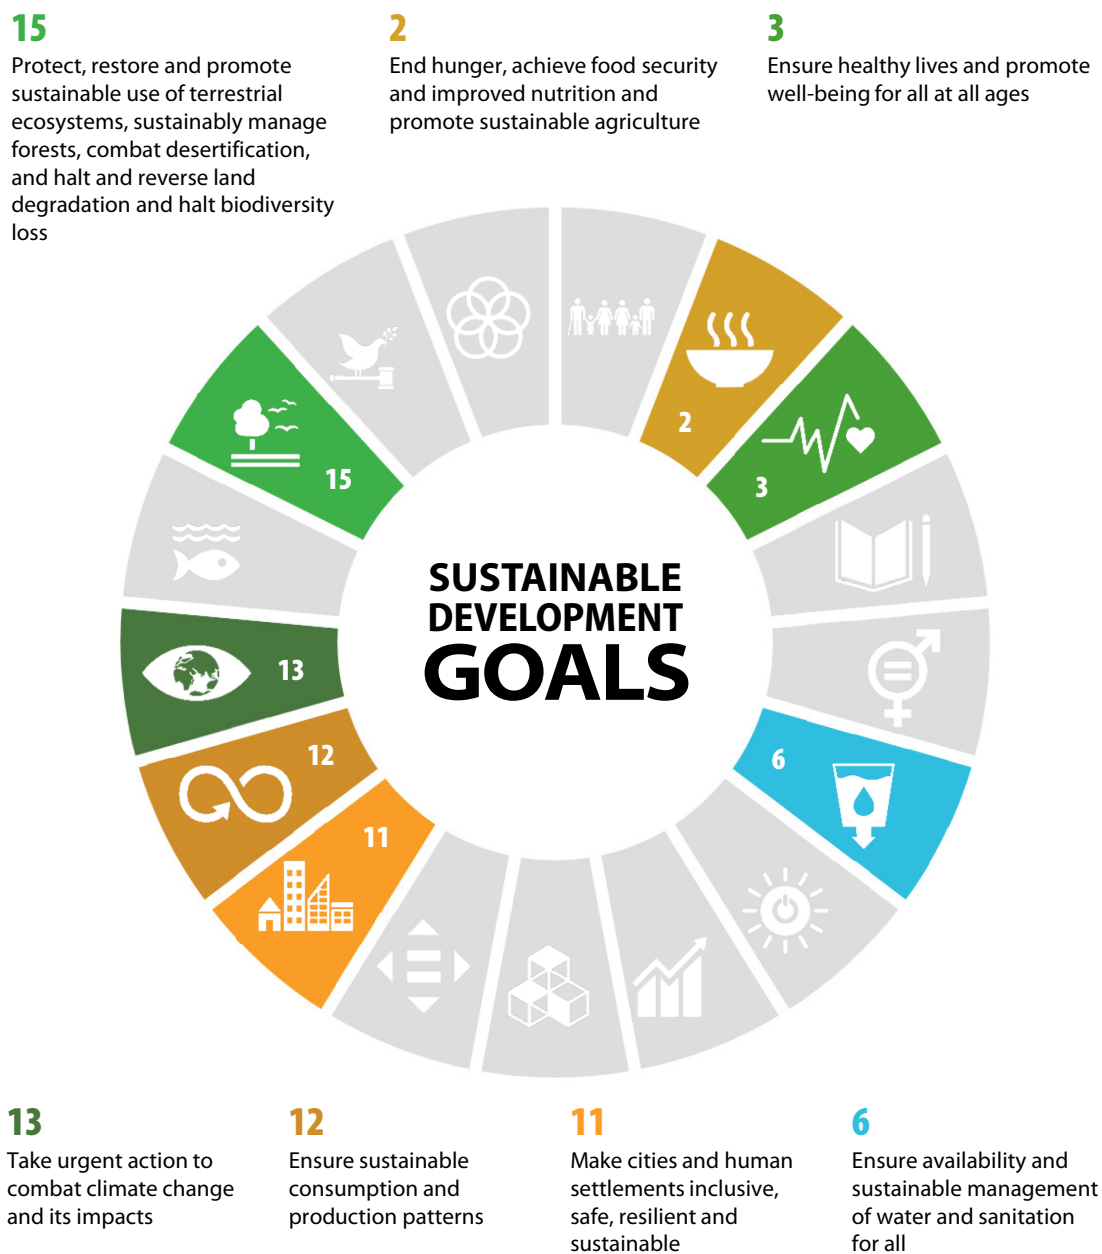 15
Protect, restore and promote
sustainable use of terrestrial
ecosystems, sustainably manage
forests, combat desertification,
and halt and reverse land
degradation and halt biodiversity
loss
2
End hunger, achieve food security
and improved nutrition and
promote sustainable agriculture
3
Ensure healthy lives and promote
well-being for all at all ages
2
3
15
SUSTAINABLE
DEVELOPMENT
GOALS
13
12
6
11
13
Take urgent action to
combat climate change
and its impacts
12
Ensure sustainable
consumption and
production patterns
11
Make cities and human
settlements inclusive,
safe, resilient and
sustainable
6
Ensure availability and
sustainable management
of water and sanitation
for all